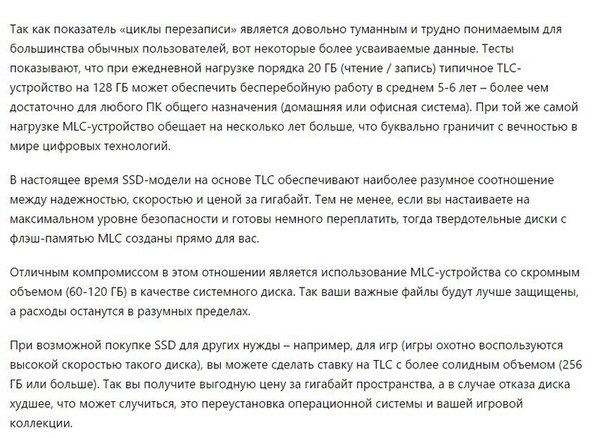 Так как показатель «циклы перезаписи» является довольно туманным и трудно понимаемым для
большинства обычных пользователей, вот некоторые более усваиваемые данные. Тесты
показывают, что при ежедневной нагрузке порядка 20 ГБ (чтение / запись) типичное TLC-
устройство на 128 ГБ может обеспечить бесперебойную работу в среднем 5-6 лет – более чем
достаточно для любого ПК общего назначения (домашняя или офисная система). При той же самой
нагрузке MLC-устройство обещает на несколько лет больше, что буквально граничит с вечностью в
мире цифровых технологий.
В настоящее время SSD-модели на основе TLC обеспечивают наиболее разумное соотношение
между надежностью, скоростью и ценой за гигабайт. Тем не менее, если вы настаиваете на
максимальном уровне безопасности и готовы немного переплатить, тогда твердотельные диски с
флэш-памятью MLC созданы прямо для вас.
Отличным компромиссом в этом отношении является использование MLC-устройства со скромным
объемом (60-120 ГБ) в качестве системного диска. Так ваши важные файлы будут лучше защищены,
а расходы останутся в разумных пределах.
При возможной покупке SSD для других нужды – например, для игр (игры охотно воспользуются
высокой скоростью такого диска), вы можете сделать ставку на TLC с более солидным объемом (256
ГБ или больше). Так вы получите выгодную цену за гигабайт пространства, а в случае отказа диска
худшее, что может случиться, это переустановка операционной системы и вашей игровой
коллекции.